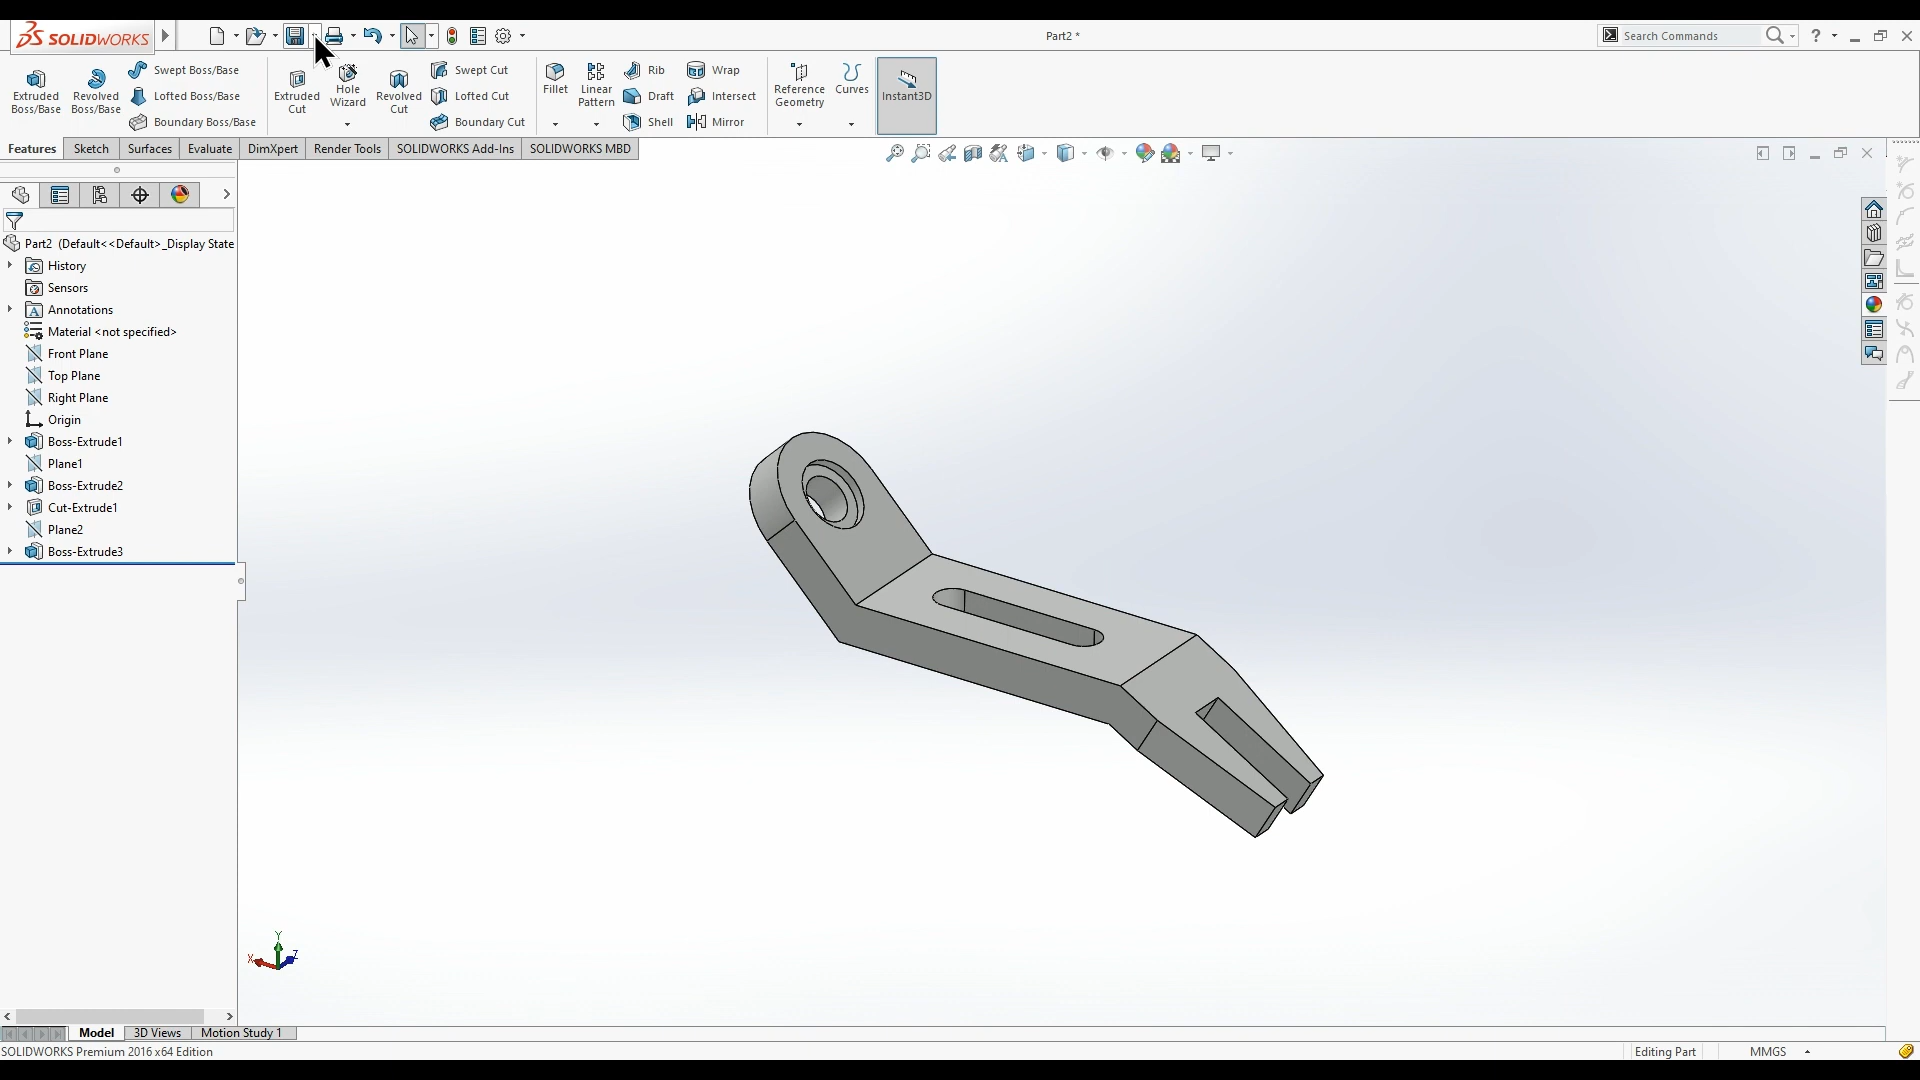 SOLIDWORKS
Part2 *
Search Commands
?
Extruded Boss/Base
Revolved Boss/Base
Swept Boss/Base
Lofted Boss/Base
Boundary Boss/Base
Extruded Cut
Hole Wizard
Revolved Cut
Swept Cut
Lofted Cut
Boundary Cut
Fillet
Linear Pattern
Rib
Draft
Shell
Wrap
Intersect
Mirror
Reference Geometry
Curves
Instant3D
Features
Sketch
Surfaces
Evaluate
DimXpert
Render Tools
SOLIDWORKS Add-Ins
SOLIDWORKS MBD
Part2 (Default<<Default>_Display State
History
Sensors
Annotations
Material <not specified>
Front Plane
Top Plane
Right Plane
Origin
Boss-Extrude1
Plane1
Boss-Extrude2
Cut-Extrude1
Plane2
Boss-Extrude3
Y
X
Z
Model
3D Views
Motion Study 1
SOLIDWORKS Premium 2016 x64 Edition
Editing Part
MMGS